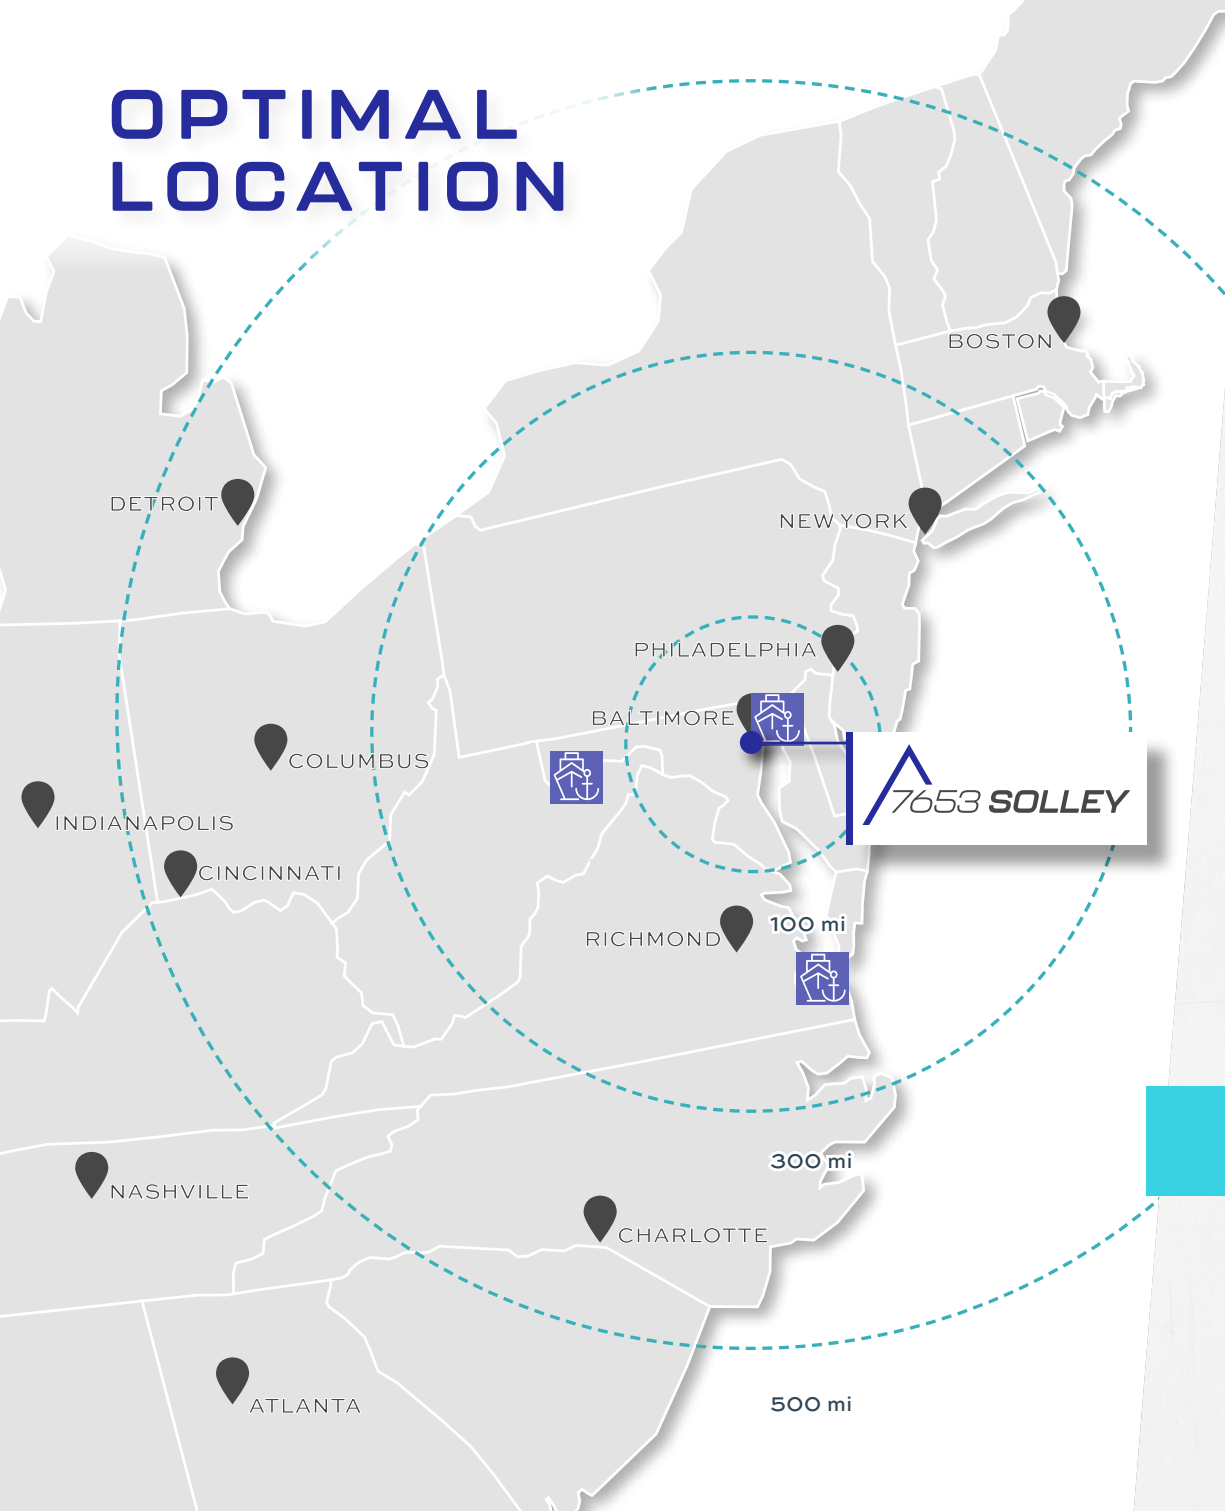 OPTIMAL
LOCATION
BOSTON
DETROIT
NEW YORK
PHILADELPHIA
BALTIMORE
COLUMBUS
7653 SOLLEY
INDIANAPOLIS
CINCINNATI
100 mi
RICHMOND
300 mi
NASHVILLE
CHARLOTTE
500 mi
ATLANTA